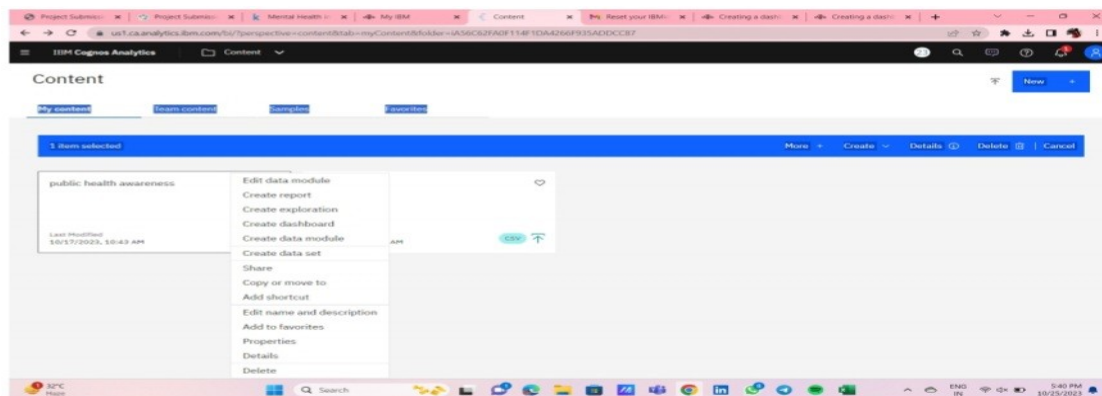 Project Submissi
Project Submissi
Mental Health in
My IBM
Content
Reset your IBMi
Creating a dashb
Creating a dashb
us1.ca.analytics.ibm.com/bi/?perspective=content&tab=myContent&folder=
IBM Cognos Analytics
Content
23
Content
New +
My content
Team content
Samples
Favorites
1 item selected
More +
Create
Details
Delete
Cancel
public health awareness
Last Modified
10/17/2023, 10:43 AM
Edit data module
Create report
Create exploration
Create dashboard
Create data module
Create data set
Share
Copy or move to
Add shortcut
Edit name and description
Add to favorites
Properties
Details
Delete
AM
CSV
32°C
Haze
Search
ENG
IN
5:40 PM
10/25/2023